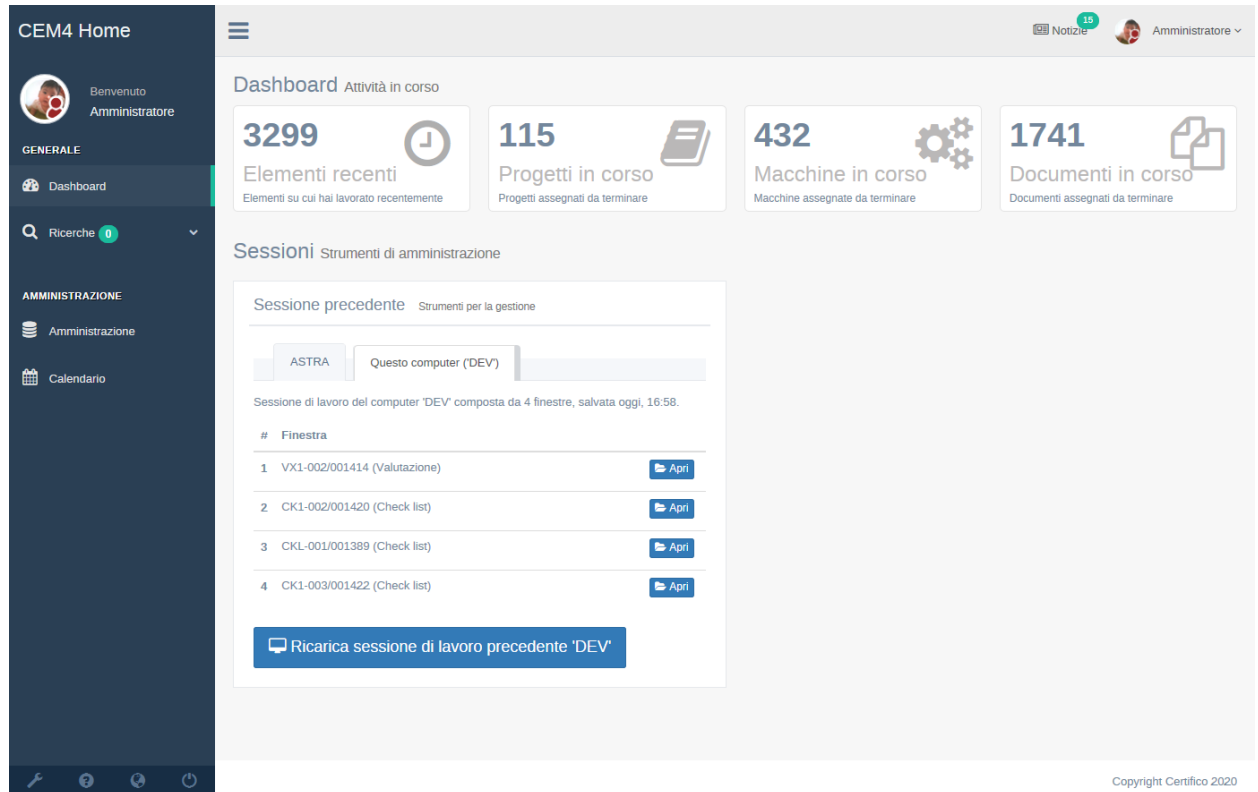 CEM4 Home
Notizie
15
Amministratore
Benvenuto
Amministratore
GENERALE
Dashboard
Ricerche 0
AMMINISTRAZIONE
Amministrazione
Calendario
Dashboard Attività in corso
3299
Elementi recenti
Elementi su cui hai lavorato recentemente
115
Progetti in corso
Progetti assegnati da terminare
432
Macchine in corso
Macchine assegnate da terminare
1741
Documenti in corso
Documenti assegnati da terminare
Sessioni Strumenti di amministrazione
Sessione precedente Strumenti per la gestione
ASTRA Questo computer ('DEV')
Sessione di lavoro del computer 'DEV' composta da 4 finestre, salvata oggi, 16:58.
# Finestra
1 VX1-002/001414 (Valutazione) Apri
2 CK1-002/001420 (Check list) Apri
3 CKL-001/001389 (Check list) Apri
4 CK1-003/001422 (Check list) Apri
Ricarica sessione di lavoro precedente 'DEV'
Copyright Certifico 2020